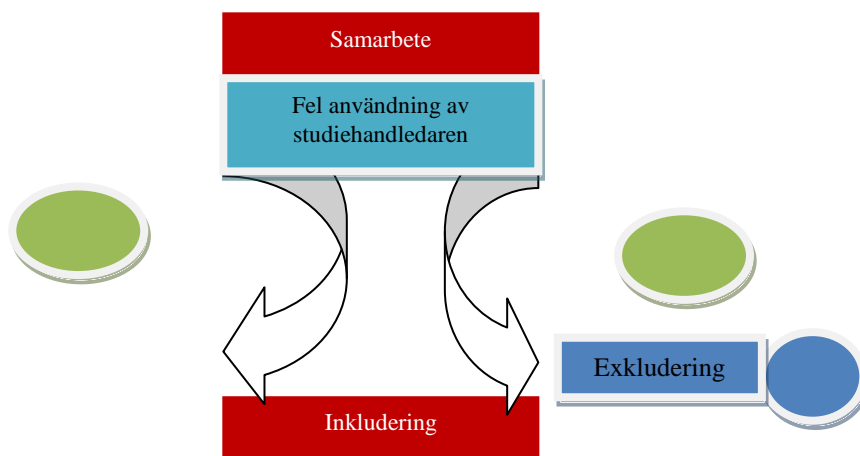 Samarbete
Fel användning av
studiehandledaren
Exkludering
Inkludering